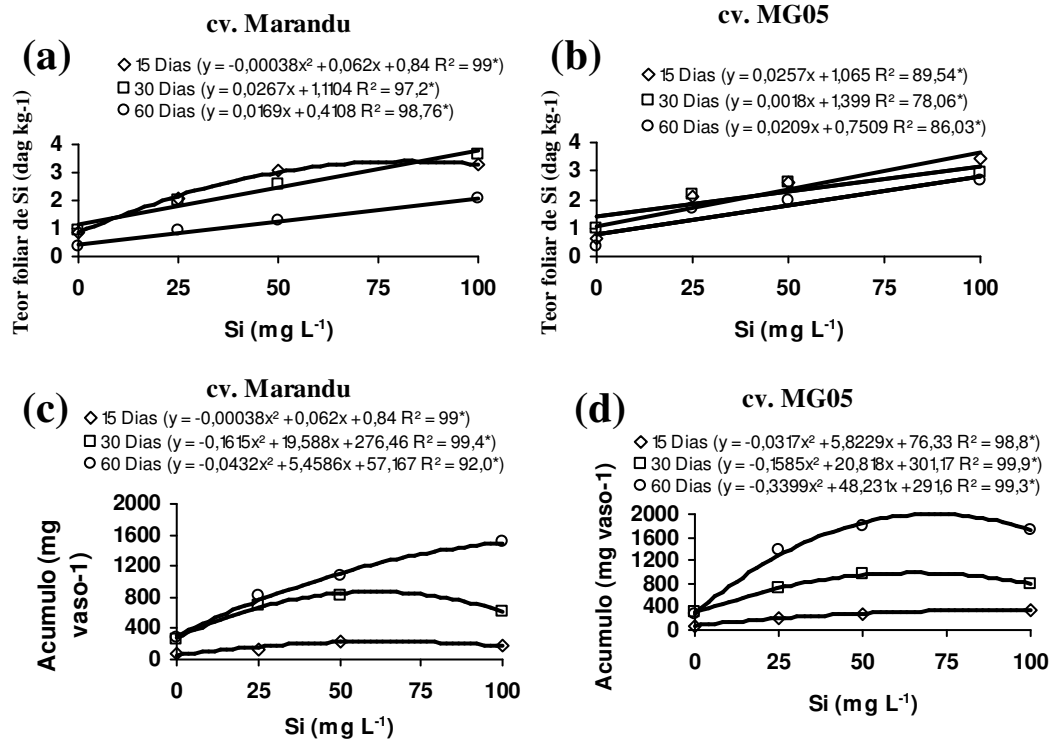 cv. Marandu
(a)
15 Dias (y = -0,00038x² + 0,062x + 0,84 R² = 99*)
30 Dias (y = 0,0267x + 1,1104 R² = 97,2*)
60 Dias (y = 0,0169x + 0,4108 R² = 98,76*)
Teor foliar de Si (dag kg-1)
4
3
2
1
0
0 25 50 75 100
Si (mg L⁻¹)
cv. MG05
(b)
15 Dias (y = 0,0257x + 1,065 R² = 89,54*)
30 Dias (y = 0,0018x + 1,399 R² = 78,06*)
60 Dias (y = 0,0209x + 0,7509 R² = 86,03*)
Teor foliar de Si (dag kg-1)
4
3
2
1
0
0 25 50 75 100
Si (mg L⁻¹)
cv. Marandu
(c)
15 Dias (y = -0,00038x² + 0,062x + 0,84 R² = 99*)
30 Dias (y = -0,1615x² + 19,588x + 276,46 R² = 99,4*)
60 Dias (y = -0,0432x² + 5,4586x + 57,167 R² = 92,0*)
Acumulo (mg
vaso-1)
2000
1600
1200
800
400
0
0 25 50 75 100
Si (mg L⁻¹)
cv. MG05
(d)
15 Dias (y = -0,0317x² + 5,8229x + 76,33 R² = 98,8*)
30 Dias (y = -0,1585x² + 20,818x + 301,17 R² = 99,9*)
60 Dias (y = -0,3399x² + 48,231x + 291,6 R² = 99,3*)
Acumulo (mg vaso-1)
2000
1600
1200
800
400
0
0 25 50 75 100
Si (mg L⁻¹)